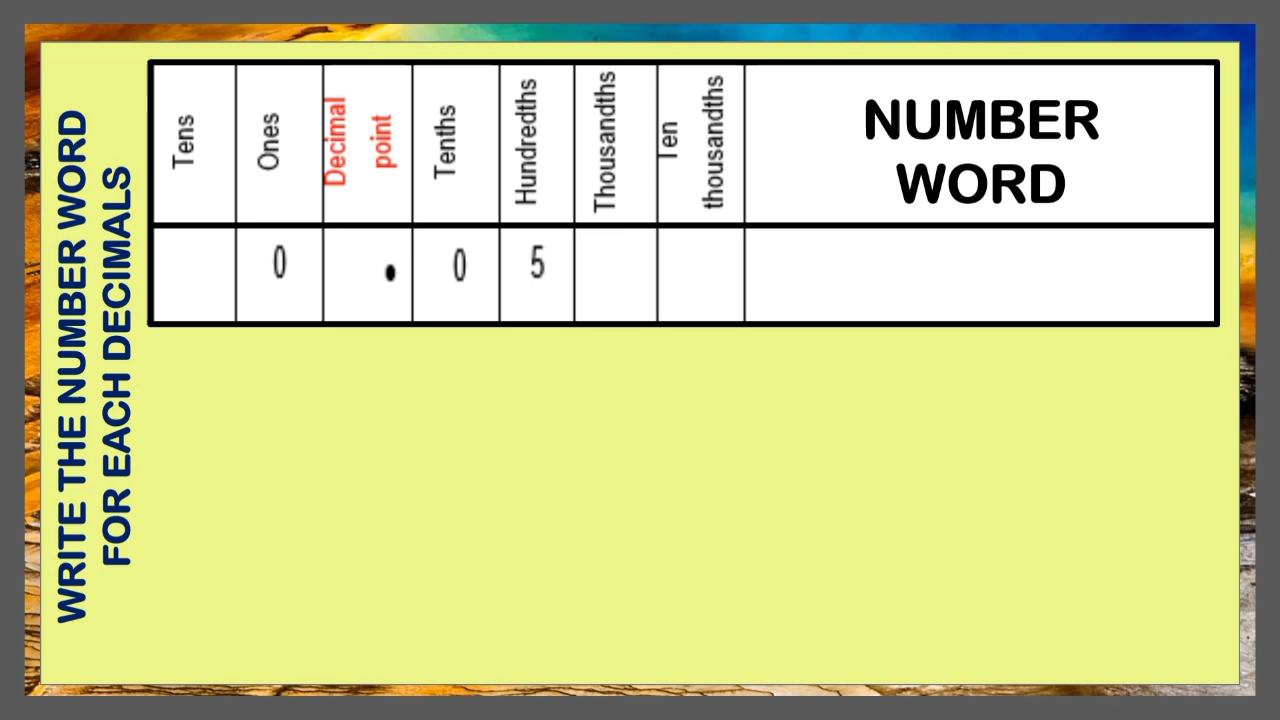 WRITE THE NUMBER WORD
FOR EACH DECIMALS
Tens
Ones
Decimal
point
Tenths
Hundredths
Thousandths
Ten
thousandths
NUMBER
WORD
0
.
0
5